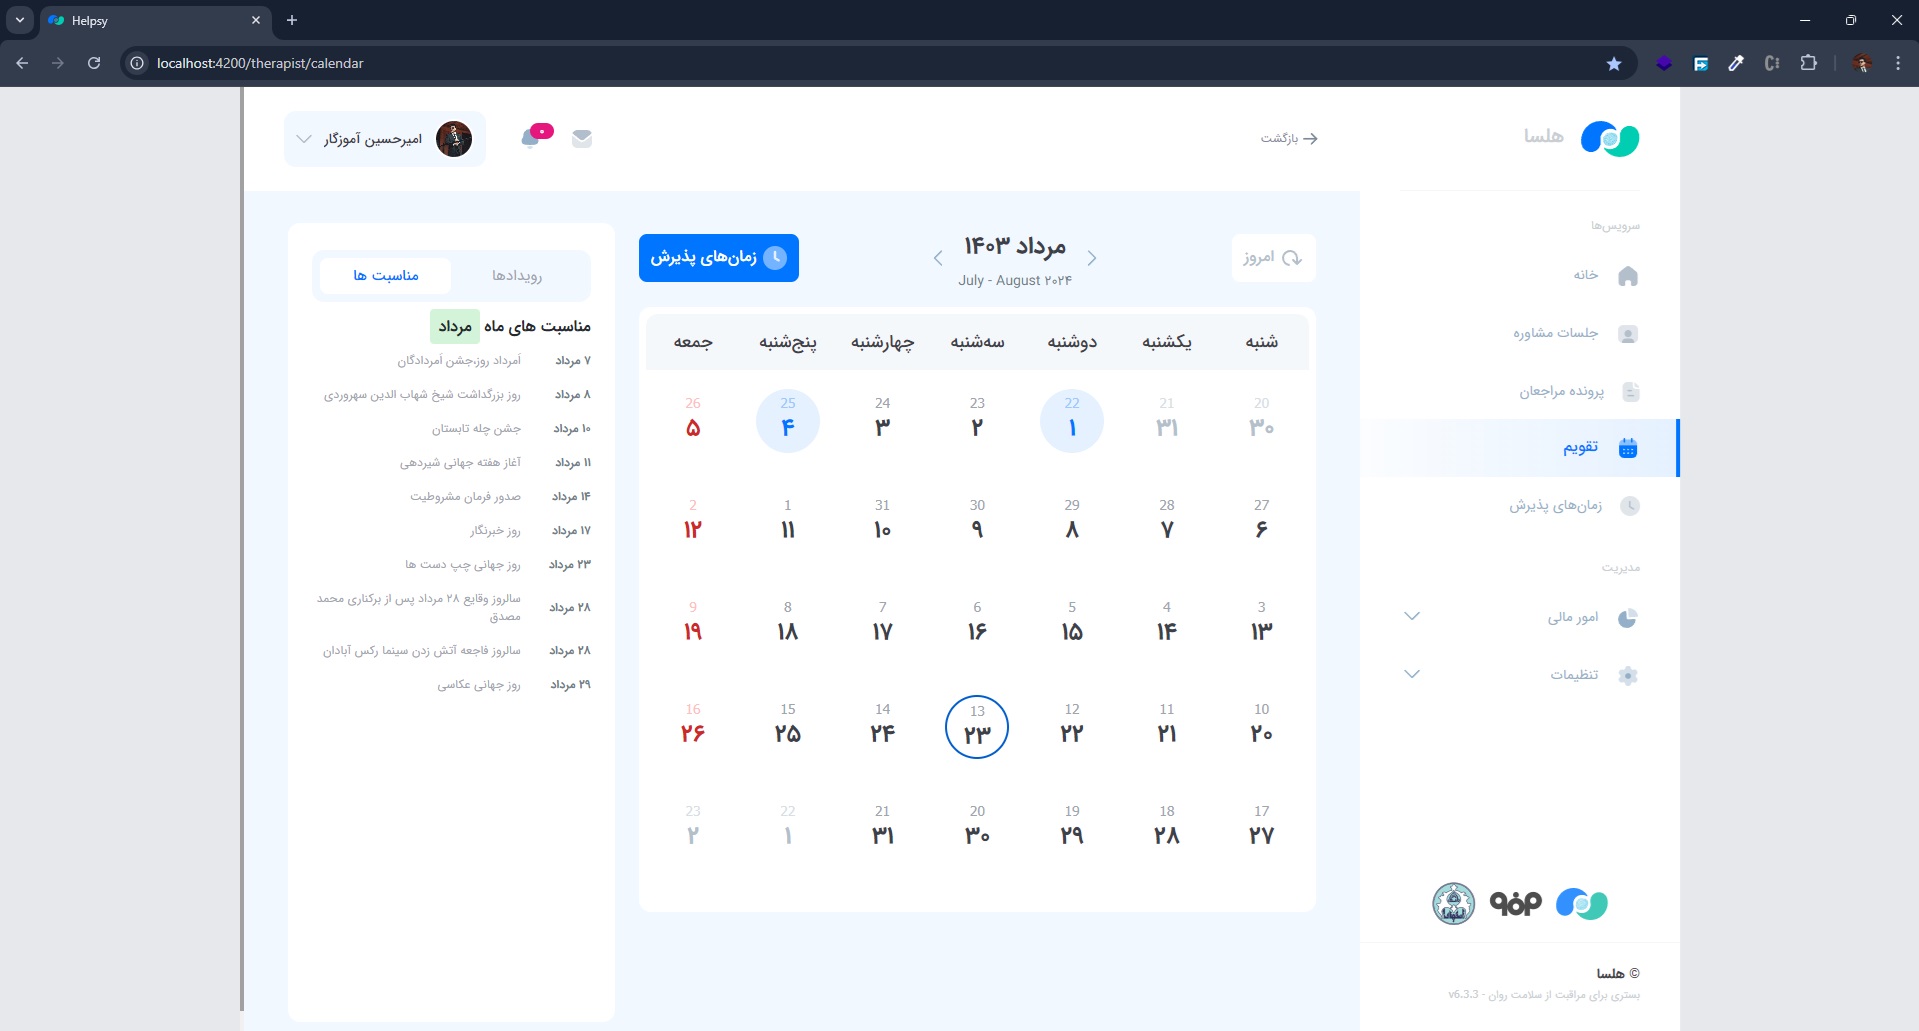 Helpsy
localhost:4200/therapist/calendar
هلسا
بازگشت
امیرحسین آموزگار
سرویس‌ها
خانه
جلسات مشاوره
پرونده مراجعان
تقویم
زمان‌های پذیرش
مدیریت
امور مالی
تنظیمات
© هلسا
بستری برای مراقبت از سلامت روان - v6.3.3
امروز
مرداد ۱۴۰۳
July - August ۲۰۲۴
زمان‌های پذیرش
شنبه یکشنبه دوشنبه سه‌شنبه چهارشنبه پنج‌شنبه جمعه
20 21 22 23 24 25 26
۳۰ ۳۱ ۱ ۲ ۳ ۴ ۵
27 28 29 30 31 1 2
۶ ۷ ۸ ۹ ۱۰ ۱۱ ۱۲
3 4 5 6 7 8 9
۱۳ ۱۴ ۱۵ ۱۶ ۱۷ ۱۸ ۱۹
10 11 12 13 14 15 16
۲۰ ۲۱ ۲۲ ۲۳ ۲۴ ۲۵ ۲۶
17 18 19 20 21 22 23
۲۷ ۲۸ ۲۹ ۳۰ ۳۱ ۱ ۲
رویدادها
مناسبت ها
مناسبت های ماه مرداد
۷ مرداد اَمرداد روز،جشن اَمردادگان
۸ مرداد روز بزرگداشت شیخ شهاب الدین سهروردی
۱۰ مرداد جشن چله تابستان
۱۱ مرداد آغاز هفته جهانی شیردهی
۱۴ مرداد صدور فرمان مشروطیت
۱۷ مرداد روز خبرنگار
۲۳ مرداد روز جهانی چپ دست ها
۲۸ مرداد سالروز وقایع ۲۸ مرداد پس از برکناری محمد
مصدق
۲۸ مرداد سالروز فاجعه آتش زدن سینما رکس آبادان
۲۹ مرداد روز جهانی عکاسی